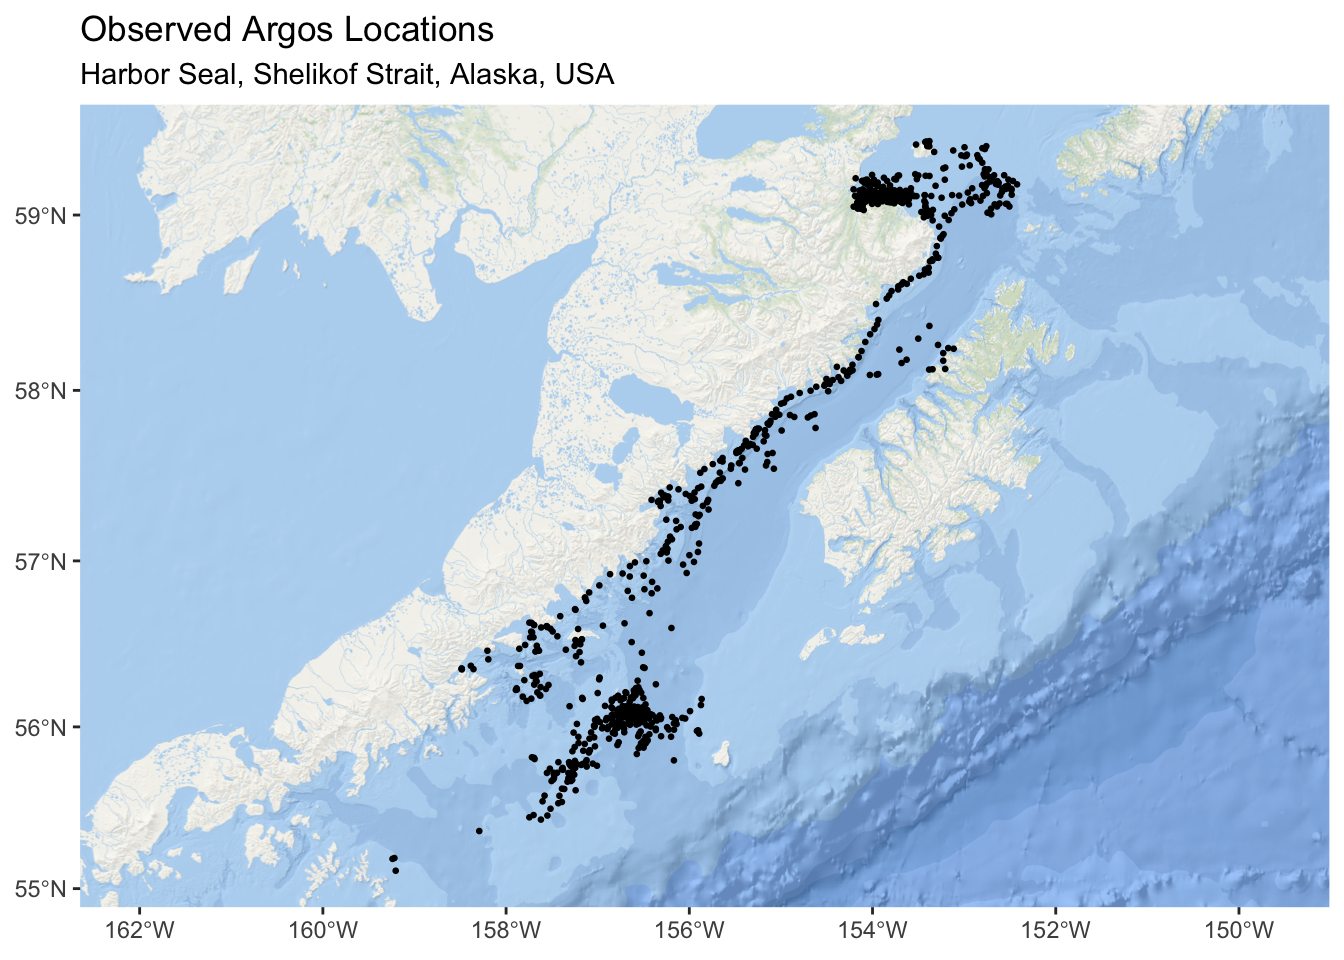 Observed Argos Locations
Harbor Seal, Shelikof Strait, Alaska, USA
59°N
58°N
57°N
56°N
55°N
162°W 160°W 158°W 156°W 154°W 152°W 150°W